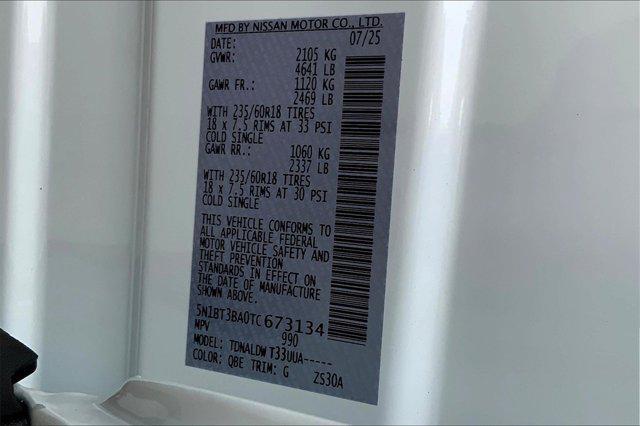 MFD BY NISSAN MOTOR CO., LTD.
DATE: 07/25
GVWR: 2105 KG
4641 LB
GAWR FR.: 1120 KG
2469 LB
WITH 235/60R18 TIRES
18 x 7.5 RIMS AT 33 PSI
COLD SINGLE
GAWR RR.: 1060 KG
2337 LB
WITH 235/60R18 TIRES
18 x 7.5 RIMS AT 30 PSI
COLD SINGLE
THIS VEHICLE CONFORMS TO
ALL APPLICABLE FEDERAL
MOTOR VEHICLE SAFETY AND
THEFT PREVENTION
STANDARDS IN EFFECT ON
THE DATE OF MANUFACTURE
SHOWN ABOVE.
5N1BT3BA0TC673134
MPV 990
MODEL: TDNALDW T33UUA-----
COLOR: QBE TRIM: G ZS30A